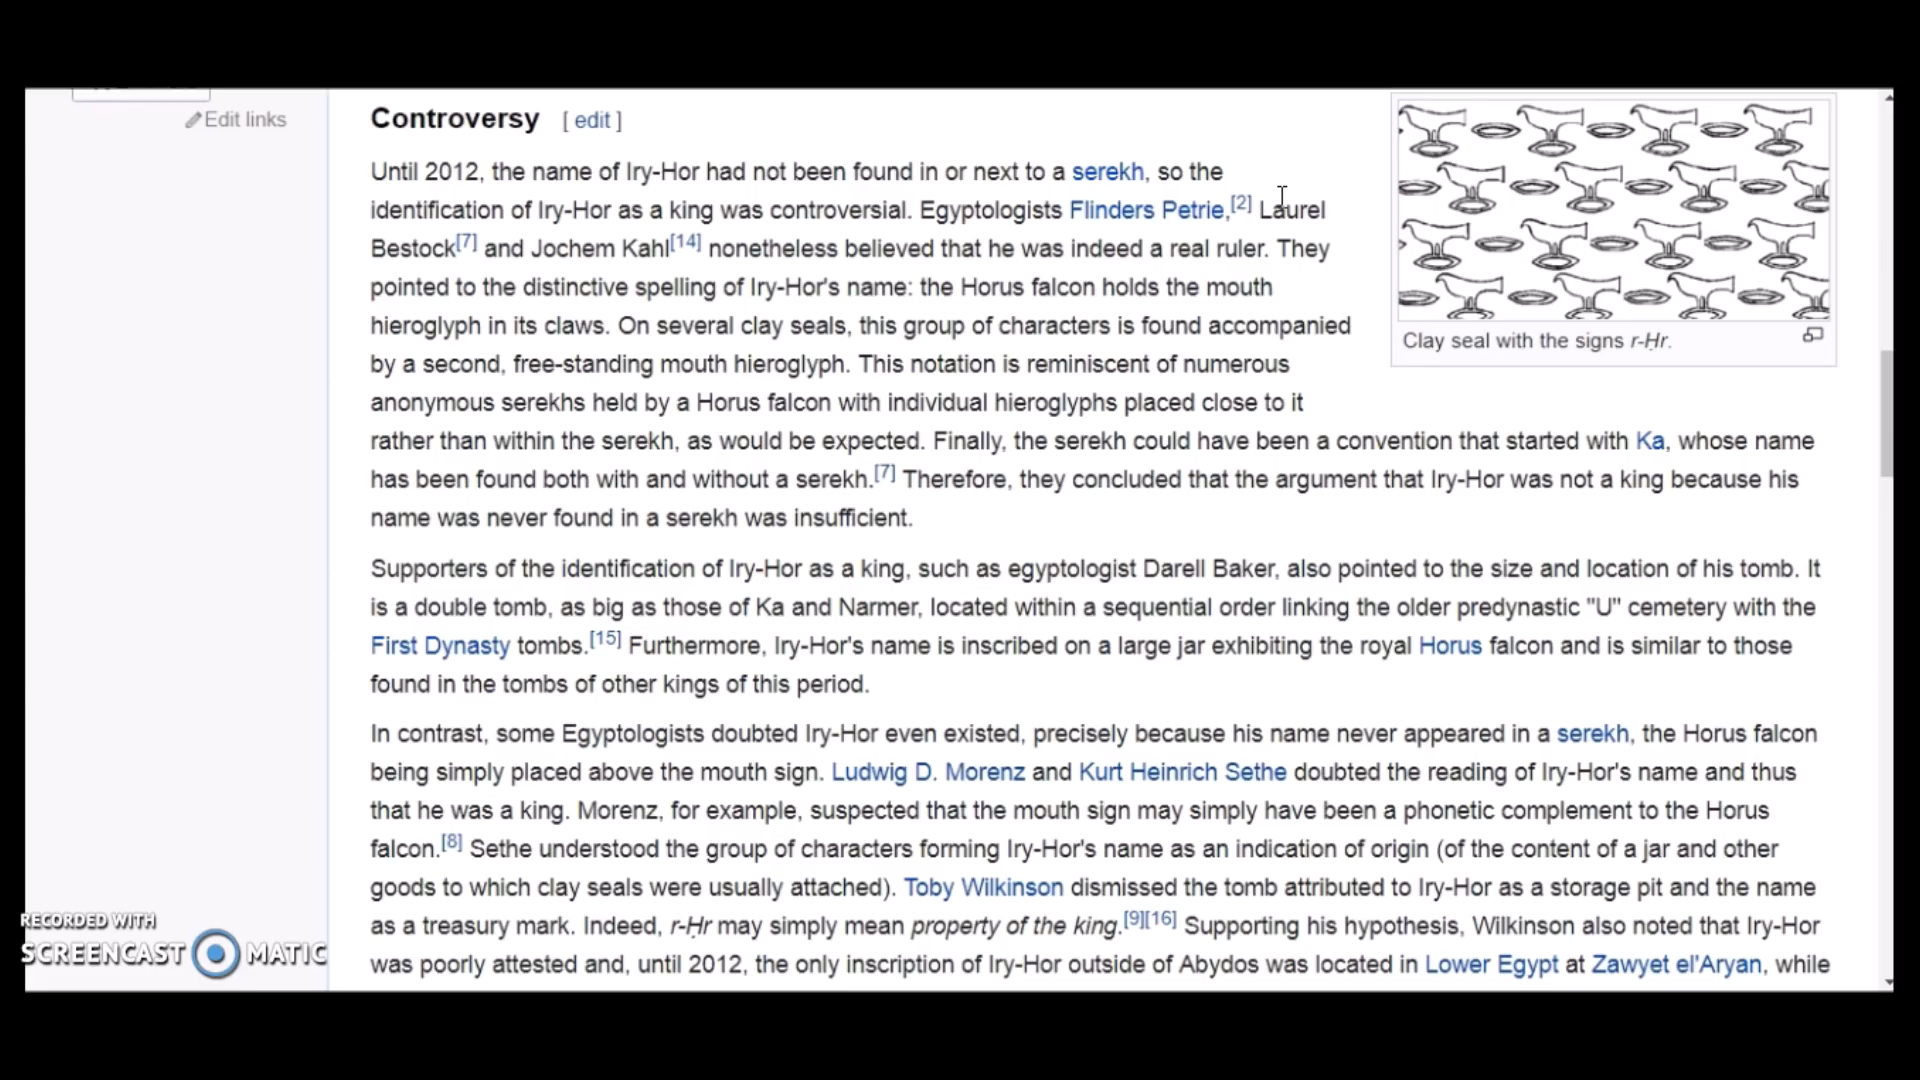 Edit links
Controversy [ edit ]
Until 2012, the name of Iry-Hor had not been found in or next to a serekh, so the
identification of Iry-Hor as a king was controversial. Egyptologists Flinders Petrie,[2] Laurel
Bestock[7] and Jochem Kahl[14] nonetheless believed that he was indeed a real ruler. They
pointed to the distinctive spelling of Iry-Hor's name: the Horus falcon holds the mouth
hieroglyph in its claws. On several clay seals, this group of characters is found accompanied
by a second, free-standing mouth hieroglyph. This notation is reminiscent of numerous
anonymous serekhs held by a Horus falcon with individual hieroglyphs placed close to it
rather than within the serekh, as would be expected. Finally, the serekh could have been a convention that started with Ka, whose name
has been found both with and without a serekh.[7] Therefore, they concluded that the argument that Iry-Hor was not a king because his
name was never found in a serekh was insufficient.
Clay seal with the signs r-Ḥr.
Supporters of the identification of Iry-Hor as a king, such as egyptologist Darell Baker, also pointed to the size and location of his tomb. It
is a double tomb, as big as those of Ka and Narmer, located within a sequential order linking the older predynastic "U" cemetery with the
First Dynasty tombs.[15] Furthermore, Iry-Hor's name is inscribed on a large jar exhibiting the royal Horus falcon and is similar to those
found in the tombs of other kings of this period.
In contrast, some Egyptologists doubted Iry-Hor even existed, precisely because his name never appeared in a serekh, the Horus falcon
being simply placed above the mouth sign. Ludwig D. Morenz and Kurt Heinrich Sethe doubted the reading of Iry-Hor's name and thus
that he was a king. Morenz, for example, suspected that the mouth sign may simply have been a phonetic complement to the Horus
falcon.[8] Sethe understood the group of characters forming Iry-Hor's name as an indication of origin (of the content of a jar and other
goods to which clay seals were usually attached). Toby Wilkinson dismissed the tomb attributed to Iry-Hor as a storage pit and the name
as a treasury mark. Indeed, r-Ḥr may simply mean property of the king.[9][16] Supporting his hypothesis, Wilkinson also noted that Iry-Hor
was poorly attested and, until 2012, the only inscription of Iry-Hor outside of Abydos was located in Lower Egypt at Zawyet el'Aryan, while
RECORDED WITH
SCREENCAST MATIC